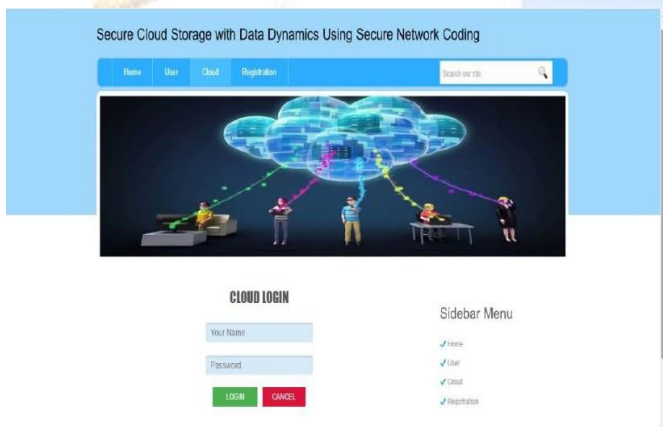 Secure Cloud Storage with Data Dynamics Using Secure Network Coding
Home User Cloud Registration
Search our site
CLOUD LOGIN
Your Name
Password
LOGIN CANCEL
Sidebar Menu
Home
User
Cloud
Registration